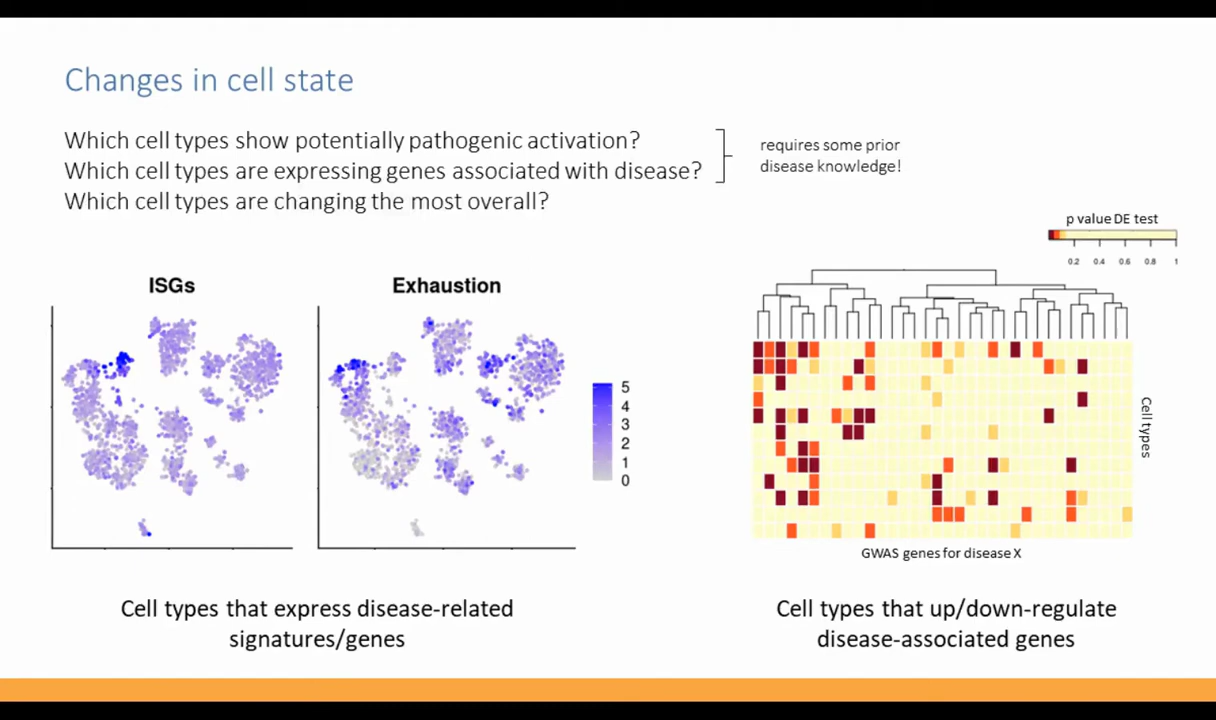 Changes in cell state
Which cell types show potentially pathogenic activation?
Which cell types are expressing genes associated with disease?
Which cell types are changing the most overall?
requires some prior
disease knowledge!
p value DE test
0.2 0.4 0.6 0.8 1
ISGs
Exhaustion
5
4
3
2
1
0
Cell types
GWAS genes for disease X
Cell types that express disease-related
signatures/genes
Cell types that up/down-regulate
disease-associated genes